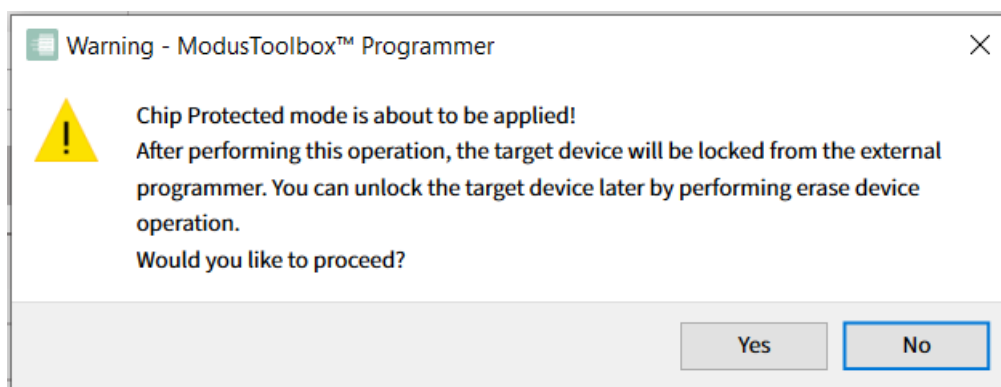 Warning - ModusToolbox™ Programmer
Chip Protected mode is about to be applied!
After performing this operation, the target device will be locked from the external
programmer. You can unlock the target device later by performing erase device
operation.
Would you like to proceed?
Yes No